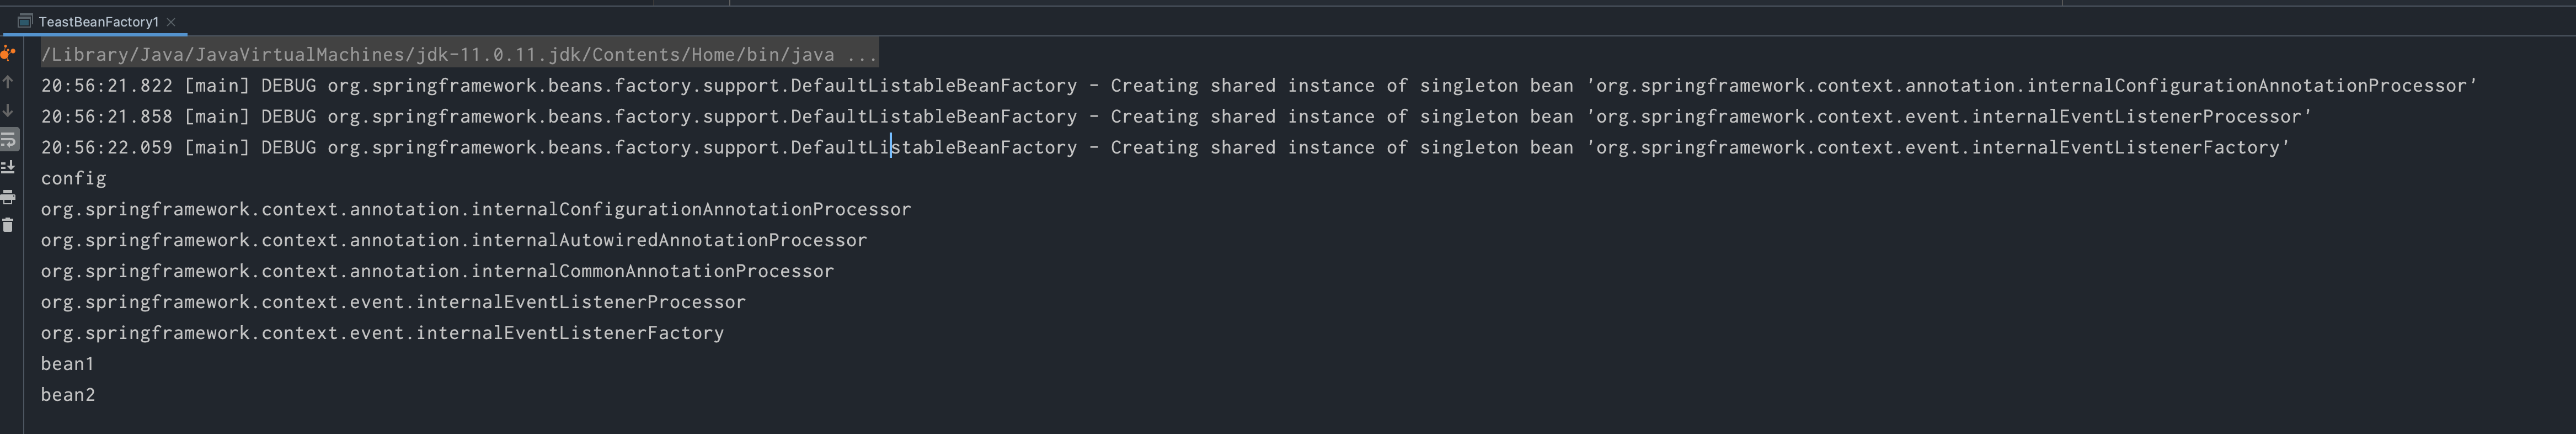 TeastBeanFactory1
/Library/Java/JavaVirtualMachines/jdk-11.0.11.jdk/Contents/Home/bin/java ...
20:56:21.822 [main] DEBUG org.springframework.beans.factory.support.DefaultListableBeanFactory - Creating shared instance of singleton bean 'org.springframework.context.annotation.internalConfigurationAnnotationProcessor'
20:56:21.858 [main] DEBUG org.springframework.beans.factory.support.DefaultListableBeanFactory - Creating shared instance of singleton bean 'org.springframework.context.event.internalEventListenerProcessor'
20:56:22.059 [main] DEBUG org.springframework.beans.factory.support.DefaultListableBeanFactory - Creating shared instance of singleton bean 'org.springframework.context.event.internalEventListenerFactory'
config
org.springframework.context.annotation.internalConfigurationAnnotationProcessor
org.springframework.context.annotation.internalAutowiredAnnotationProcessor
org.springframework.context.annotation.internalCommonAnnotationProcessor
org.springframework.context.event.internalEventListenerProcessor
org.springframework.context.event.internalEventListenerFactory
bean1
bean2